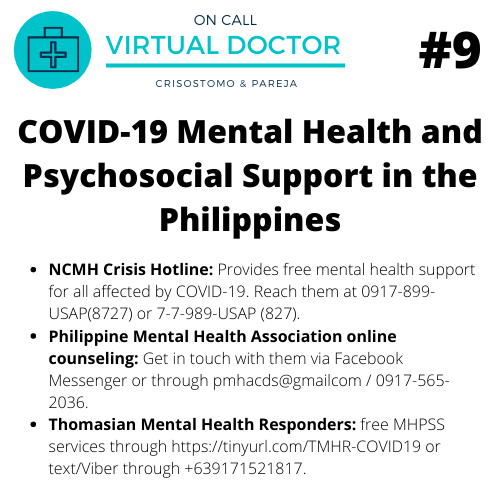 ON CALL
VIRTUAL DOCTOR
CRISOSTOMO & PAREJA
#9
COVID-19 Mental Health and
Psychosocial Support in the
Philippines
• NCMH Crisis Hotline: Provides free mental health support
for all affected by COVID-19. Reach them at 0917-899-
USAP(8727) or 7-7-989-USAP (827).
• Philippine Mental Health Association online
counseling: Get in touch with them via Facebook
Messenger or through pmhacds@gmailcom / 0917-565-
2036.
• Thomasian Mental Health Responders: free MHPSS
services through https://tinyurl.com/TMHR-COVID19 or
text/Viber through +639171521817.